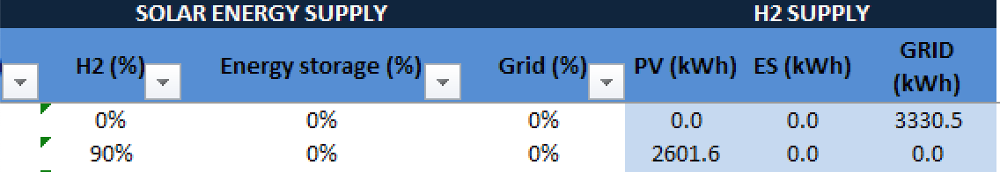 SOLAR ENERGY SUPPLY H2 SUPPLY
H2 (%) Energy storage (%) Grid (%) PV (kWh) ES (kWh) GRID (kWh)
0% 0% 0% 0.0 0.0 3330.5
90% 0% 0% 2601.6 0.0 0.0